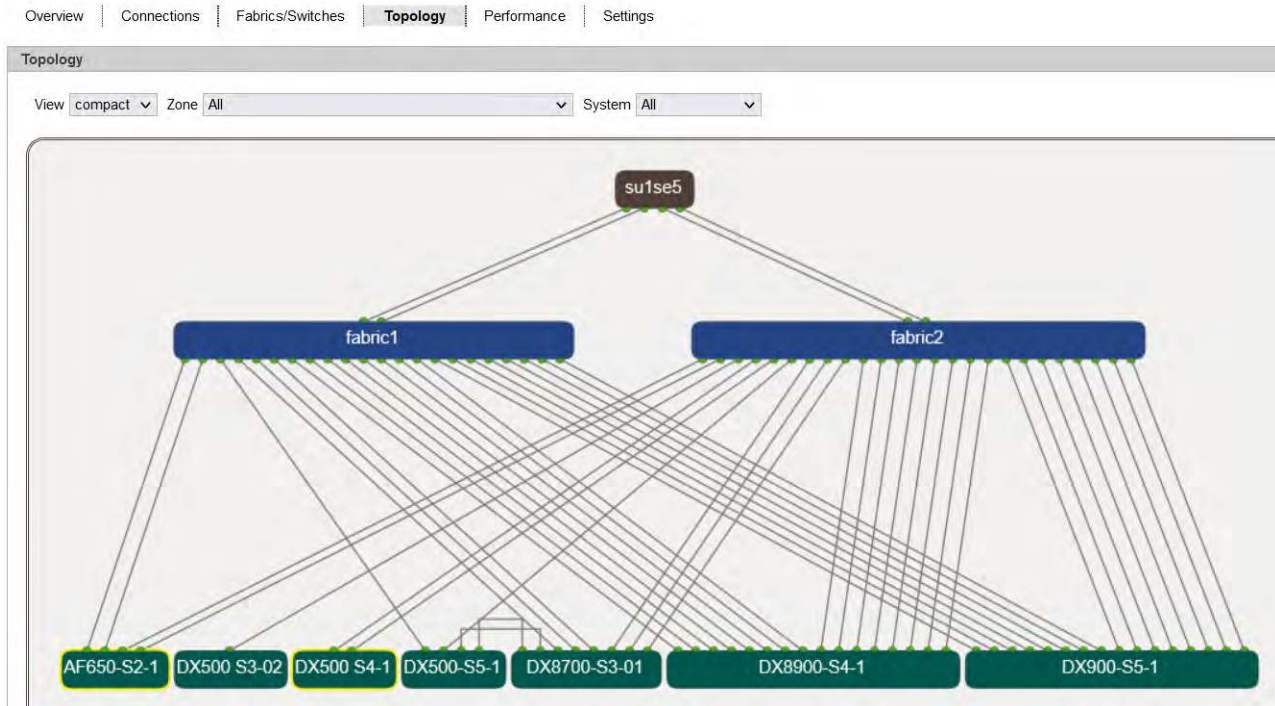 Overview Connections Fabrics/Switches Topology Performance Settings
Topology
View compact Zone All System All
su1se5
fabric1 fabric2
AF650-S2-1 DX500 S3-02 DX500 S4-1 DX500-S5-1 DX8700-S3-01 DX8900-S4-1 DX900-S5-1